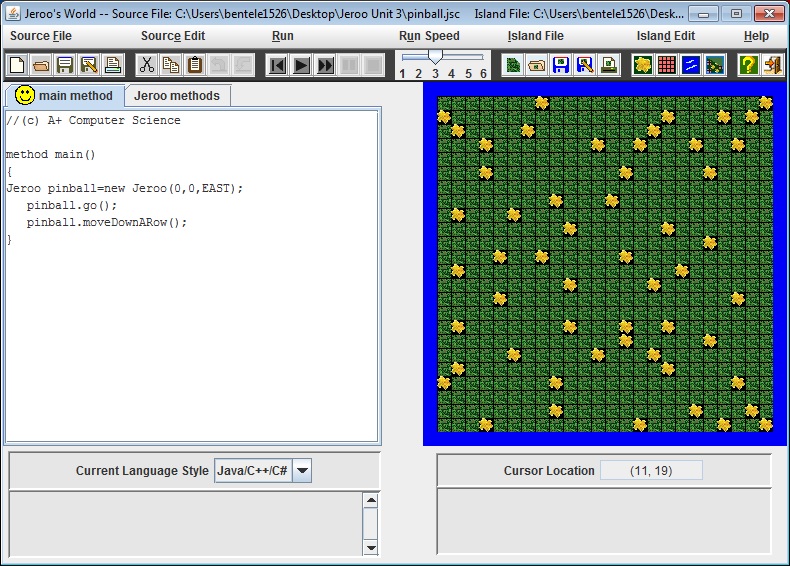 Jeroo's World -- Source File: C:\Users\bentele1526\Desktop\Jeroo Unit 3\pinball.jsc    Island File: C:\Users\bentele1526\Desk...
Source File    Source Edit    Run    Run Speed    Island File    Island Edit    Help
1 2 3 4 5 6
main method    Jeroo methods
//(c) A+ Computer Science
method main()
{
Jeroo pinball=new Jeroo(0,0,EAST);
pinball.go();
pinball.moveDownARow();
}
Current Language Style    Java/C++/C#
Cursor Location    (11, 19)